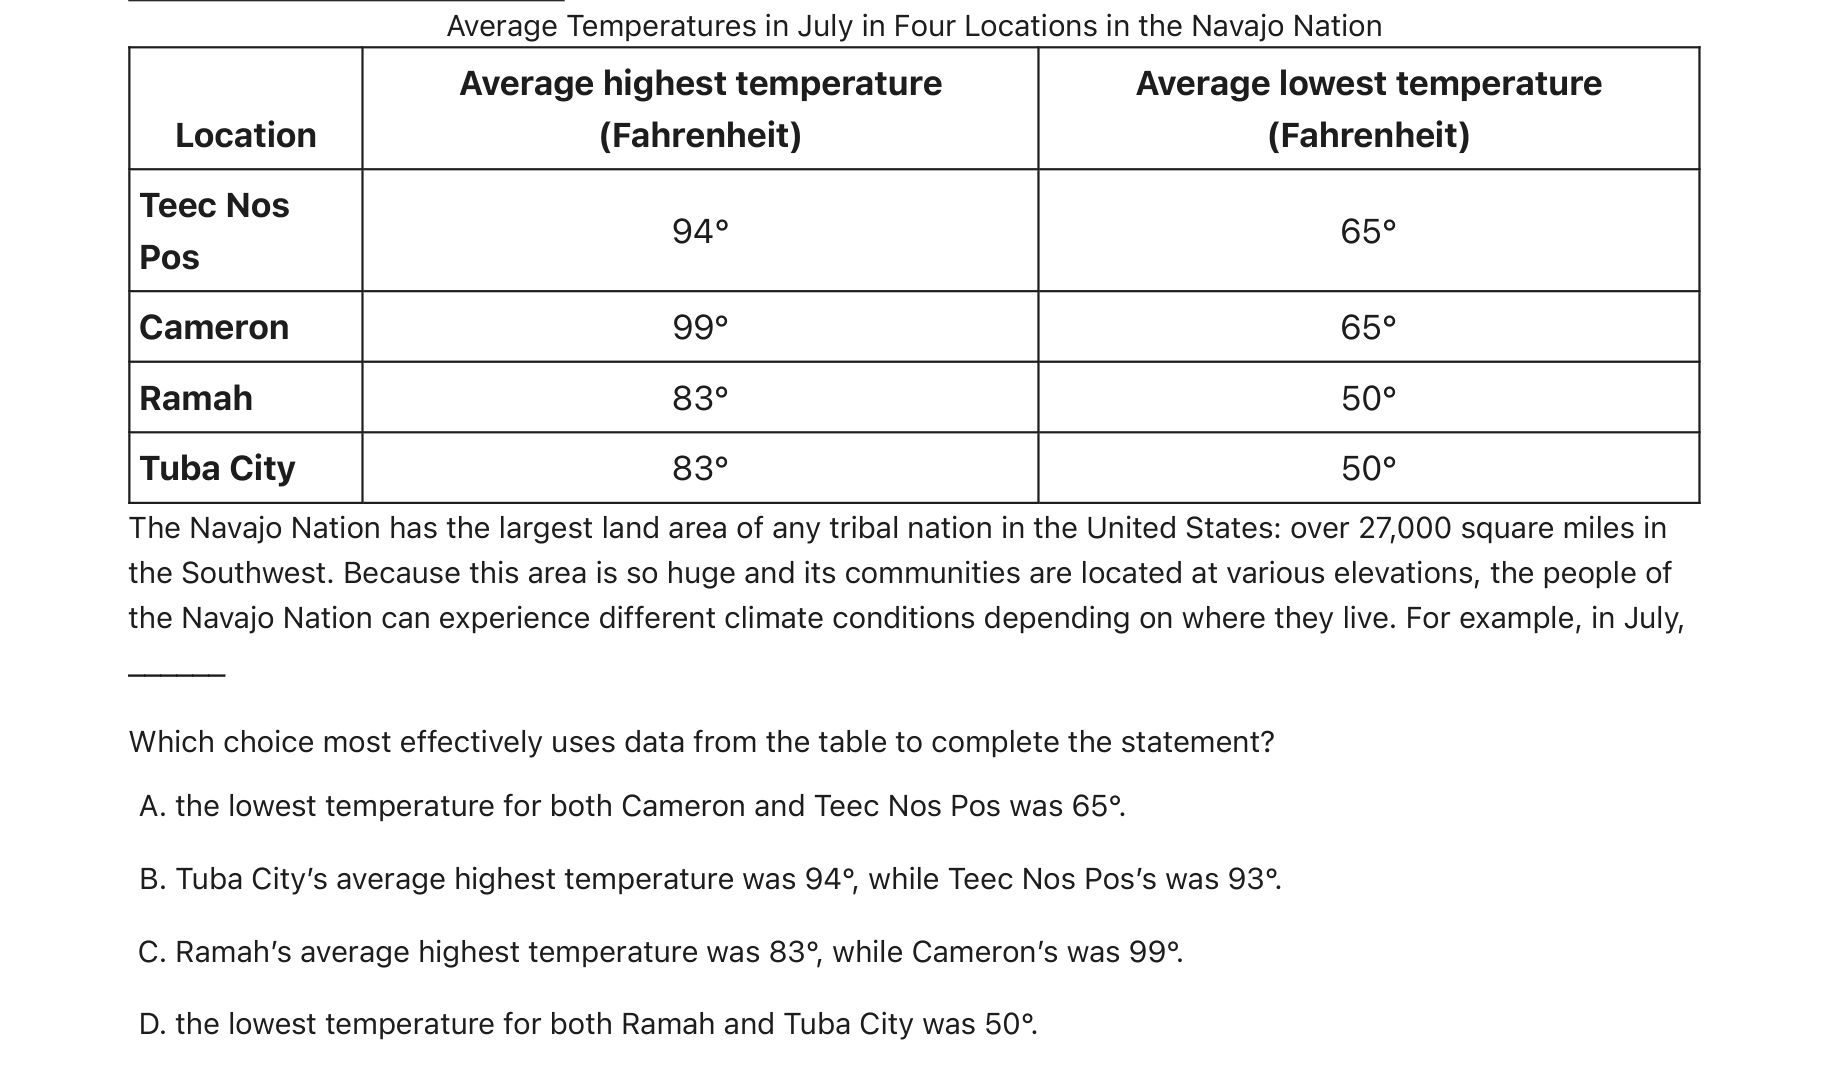 Average Temperatures in July in Four Locations in the Navajo Nation
Location
Average highest temperature
(Fahrenheit)
Average lowest temperature
(Fahrenheit)
Teec Nos
Pos
94°
65°
Cameron
99°
65°
Ramah
83°
50°
Tuba City
83°
50°
The Navajo Nation has the largest land area of any tribal nation in the United States: over 27,000 square miles in
the Southwest. Because this area is so huge and its communities are located at various elevations, the people of
the Navajo Nation can experience different climate conditions depending on where they live. For example, in July,
______
Which choice most effectively uses data from the table to complete the statement?
A. the lowest temperature for both Cameron and Teec Nos Pos was 65°.
B. Tuba City’s average highest temperature was 94°, while Teec Nos Pos’s was 93°.
C. Ramah’s average highest temperature was 83°, while Cameron’s was 99°.
D. the lowest temperature for both Ramah and Tuba City was 50°.